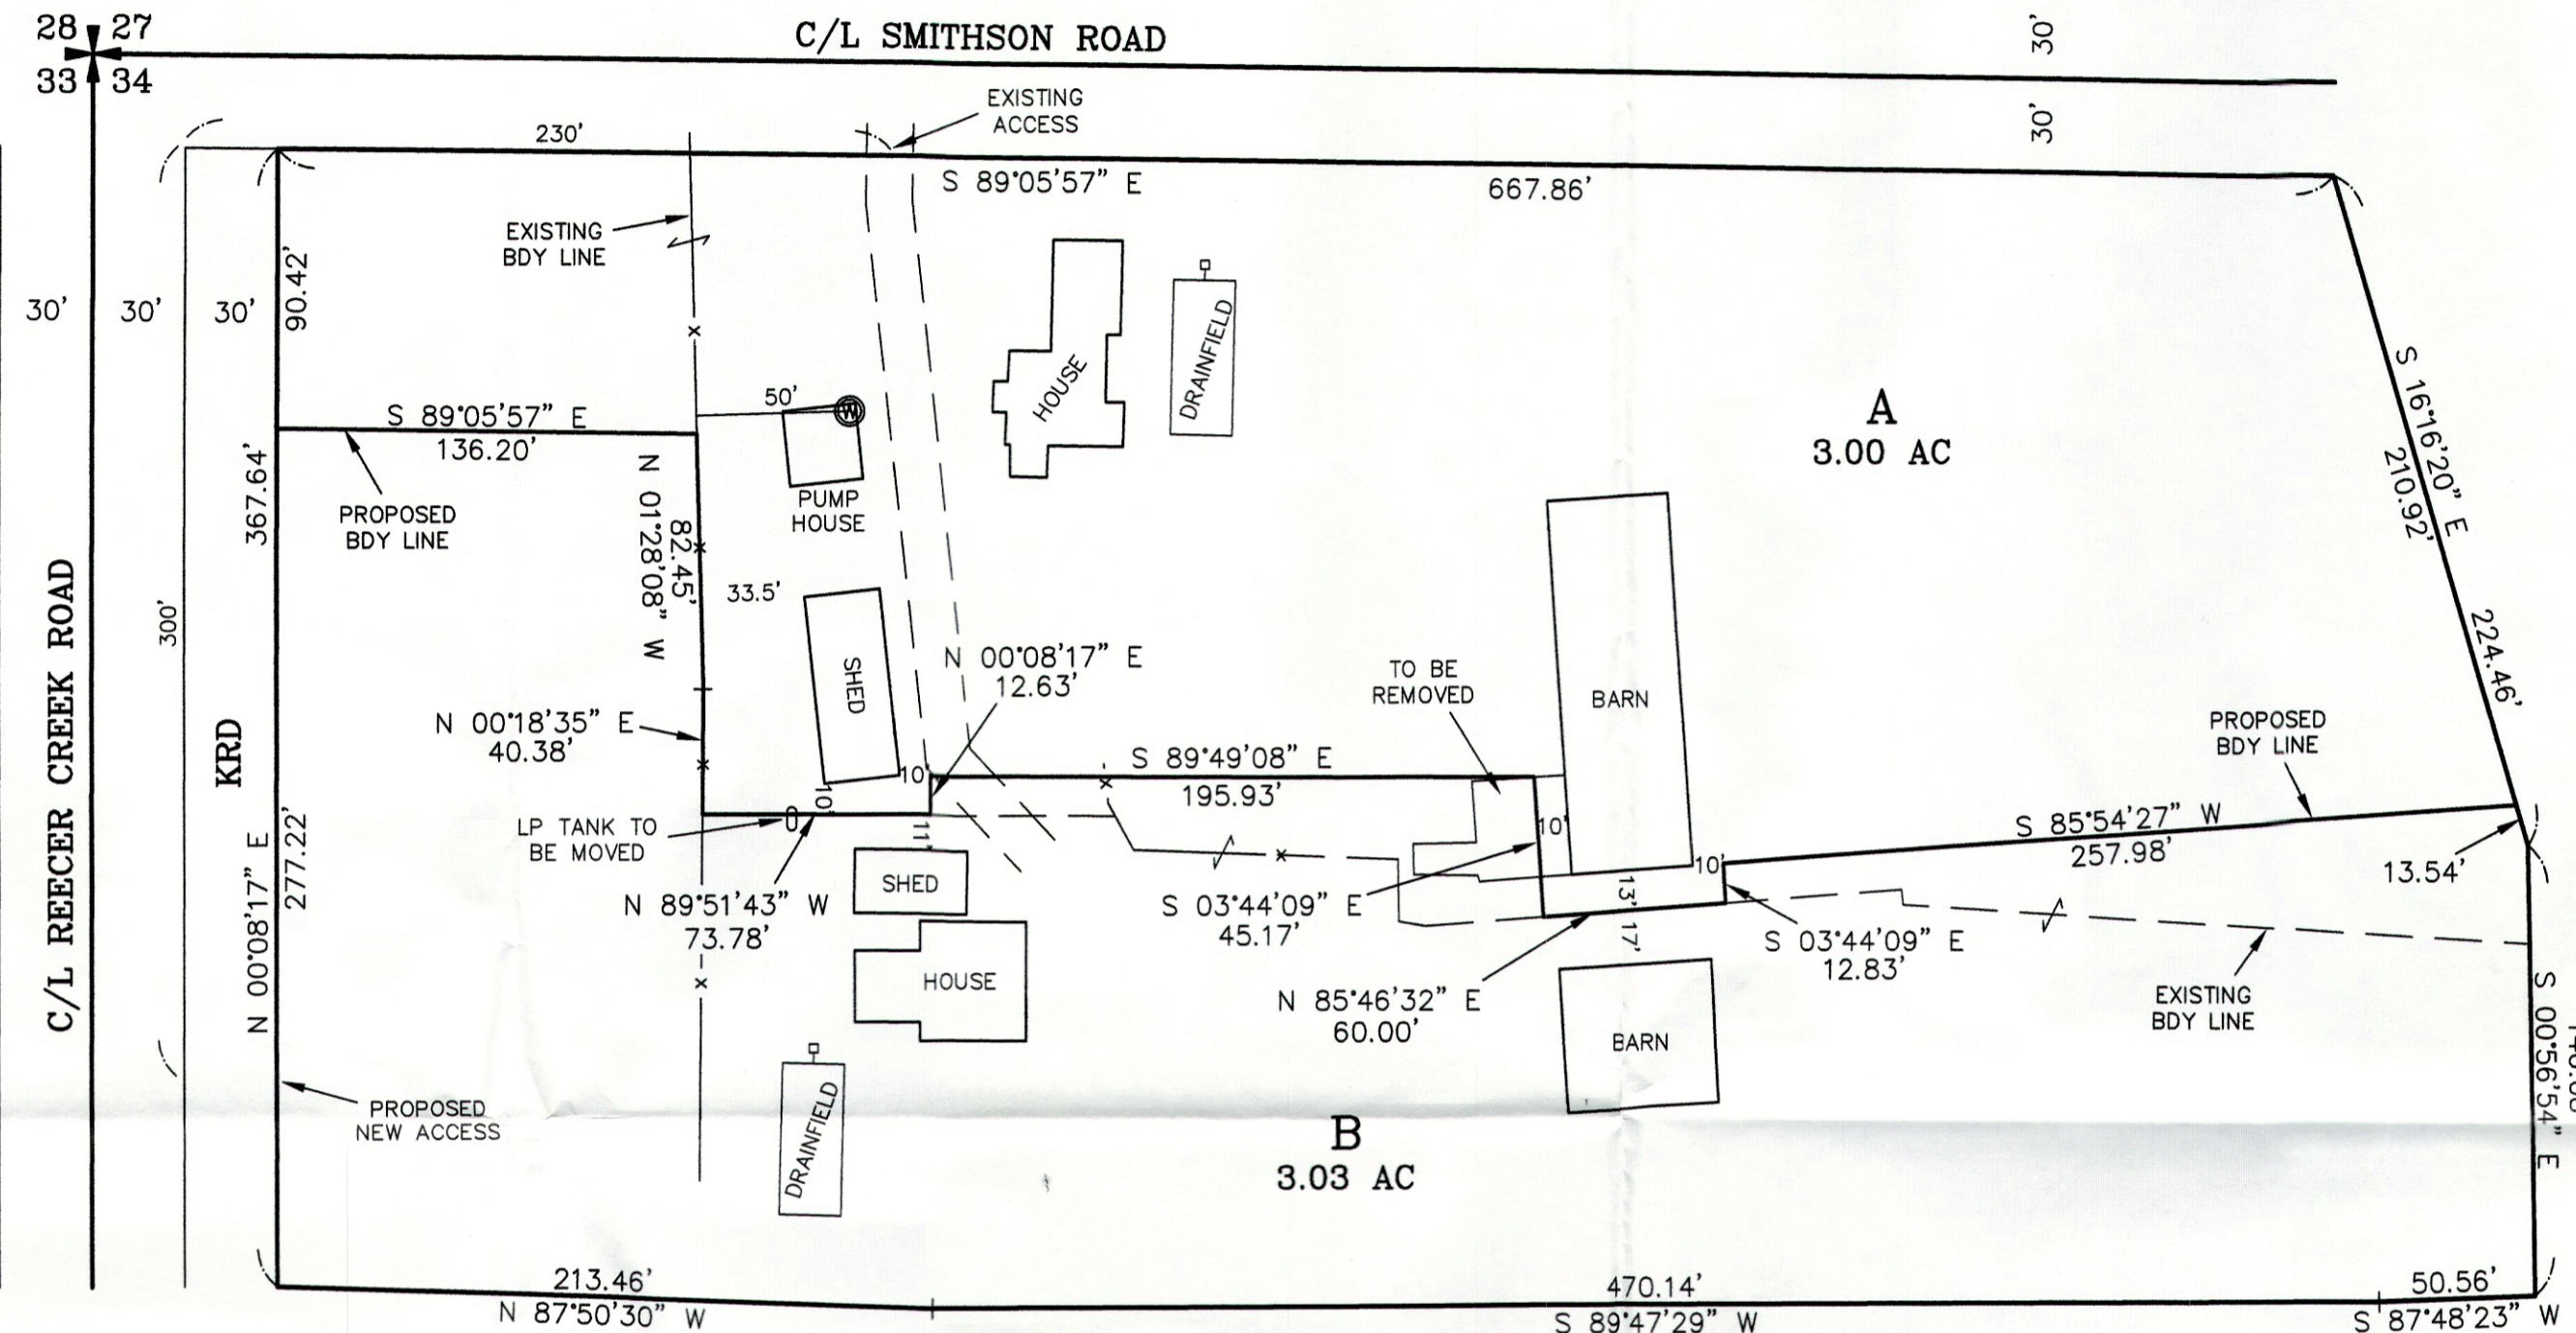 28 27
33 34
C/L SMITHSON ROAD
30'
30'
EXISTING
ACCESS
230'
S 89°05'57" E
667.86'
EXISTING
BDY LINE
90.42'
30'
30'
30'
HOUSE
DRAINFIELD
S 89°05'57" E
136.20'
50'
W
PUMP
HOUSE
PROPOSED
BDY LINE
A
3.00 AC
S 16°16'20" E
210.92'
224.46'
367.64'
N 01°28'08" W
82.45'
33.5'
SHED
300'
C/L REECER CREEK ROAD
KRD
N 00°18'35" E
40.38'
N 00°08'17" E
12.63'
TO BE
REMOVED
BARN
PROPOSED
BDY LINE
S 89°49'08" E
195.93'
10'
10'
10'
10'
S 85°54'27" W
257.98'
13.54'
LP TANK TO
BE MOVED
11'
SHED
N 89°51'43" W
73.78'
S 03°44'09" E
45.17'
13'
17'
S 03°44'09" E
12.83'
N 00°08'17" E
277.22'
HOUSE
N 85°46'32" E
60.00'
BARN
EXISTING
BDY LINE
S 00°56'54" E
PROPOSED
NEW ACCESS
DRAINFIELD
B
3.03 AC
213.46'
N 87°50'30" W
470.14'
S 89°47'29" W
50.56'
S 87°48'23" W